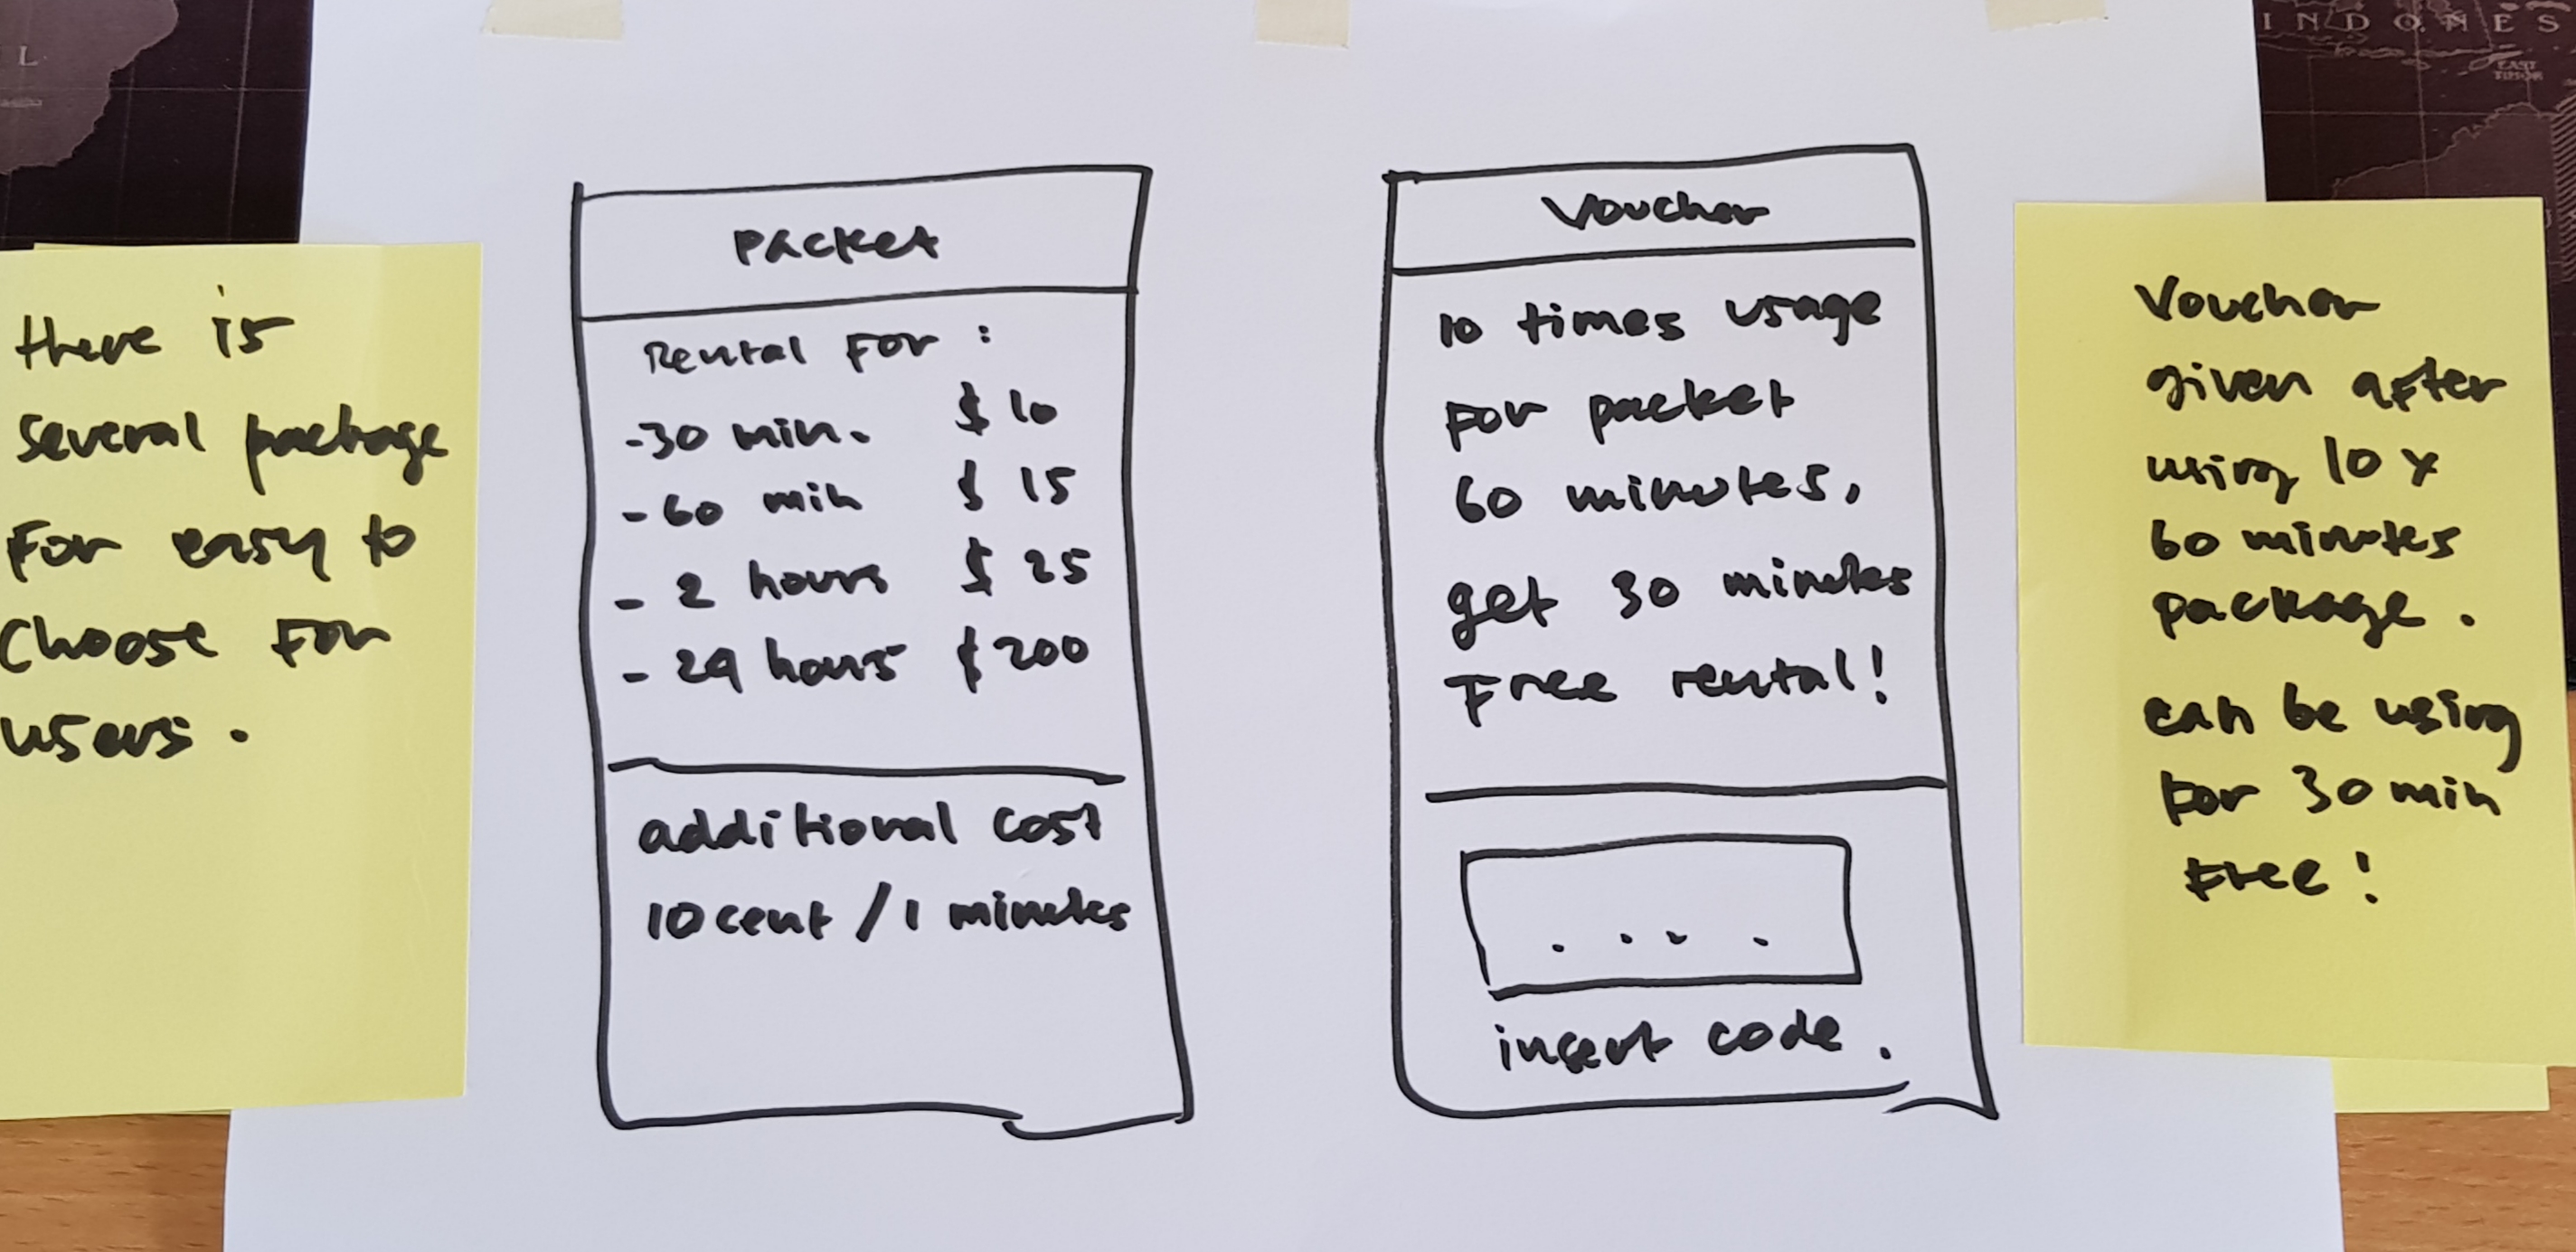 L
INDONES
EAST
TIMOR
there is
several package
For easy to
choose For
users.
Packet
Rental For :
-30 min. $ 10
- 60 min $ 15
- 2 hours $ 25
- 24 hours $ 200
additional cost
10 cent / 1 minutes
Voucher
10 times usage
For packet
60 minutes,
get 30 minutes
Free rental!
. . . .
insert code.
Voucher
given after
using 10 x
60 minutes
package.
can be using
For 30 min
Free!